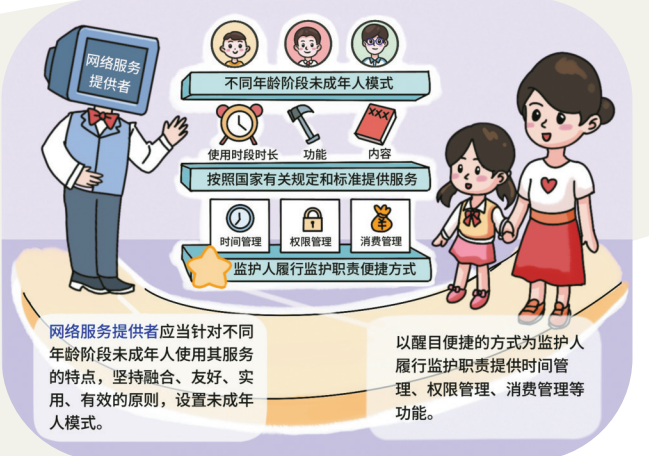 网络服务
提供者
不同年龄阶段未成年人模式
XXX
使用时段时长 功能 内容
按照国家有关规定和标准提供服务
时间管理 权限管理 消费管理
监护人履行监护职责便捷方式
网络服务提供者应当针对不同
年龄阶段未成年人使用其服务
的特点，坚持融合、友好、实
用、有效的原则，设置未成年
人模式。
以醒目便捷的方式为监护人
履行监护职责提供时间管
理、权限管理、消费管理等
功能。